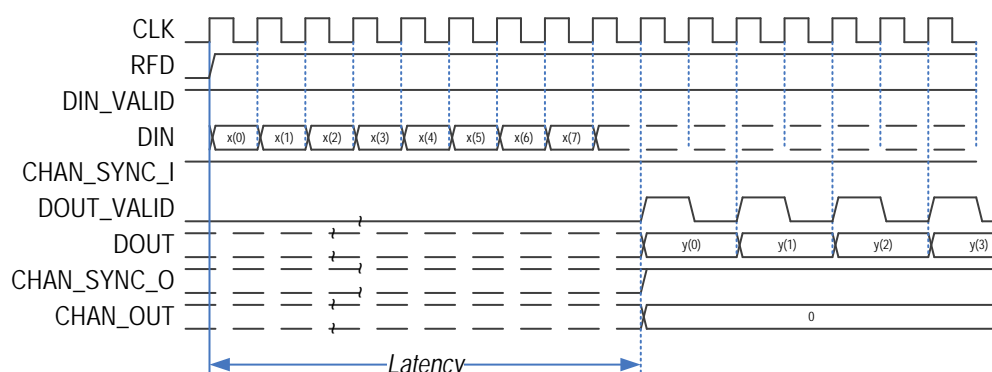 CLK
RFD
DIN_VALID
DIN
x(0) x(1) x(2) x(3) x(4) x(5) x(6) x(7)
CHAN_SYNC_I
DOUT_VALID
DOUT
y(0) y(1) y(2) y(3)
CHAN_SYNC_O
CHAN_OUT
0
Latency